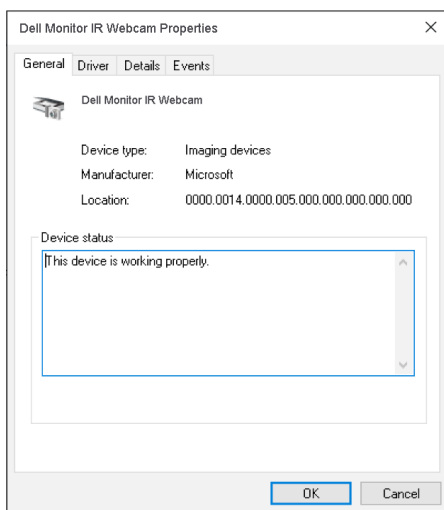 Dell Monitor IR Webcam Properties
General Driver Details Events
Dell Monitor IR Webcam
Device type: Imaging devices
Manufacturer: Microsoft
Location: 0000.0014.0000.005.000.000.000.000.000
Device status
This device is working properly.
OK Cancel